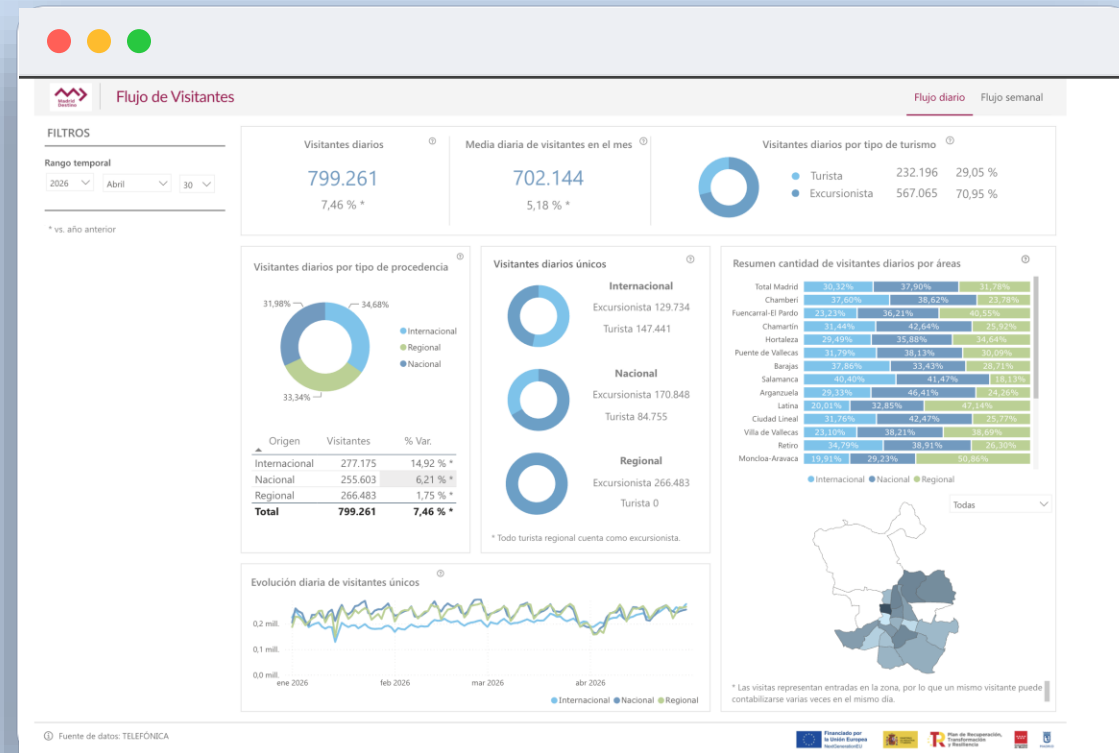 Madrid
Destino
Flujo de Visitantes
Flujo diario Flujo semanal
FILTROS
Rango temporal
2026 Abril 30
* vs. año anterior
Visitantes diarios
799.261
7,46 % *
Media diaria de visitantes en el mes
702.144
5,18 % *
Visitantes diarios por tipo de turismo
Turista 232.196 29,05 %
Excursionista 567.065 70,95 %
Visitantes diarios por tipo de procedencia
31,98% 34,68%
33,34%
Internacional
Regional
Nacional
Origen Visitantes % Var.
Internacional 277.175 14,92 % *
Nacional 255.603 6,21 % *
Regional 266.483 1,75 % *
Total 799.261 7,46 % *
Visitantes diarios únicos
Internacional
Excursionista 129.734
Turista 147.441
Nacional
Excursionista 170.848
Turista 84.755
Regional
Excursionista 266.483
Turista 0
* Todo turista regional cuenta como excursionista.
Resumen cantidad de visitantes diarios por áreas
Total Madrid 30,32% 37,90% 31,78%
Chamberí 37,60% 38,62% 23,78%
Fuencarral-El Pardo 23,23% 36,21% 40,55%
Chamartín 31,44% 42,64% 25,92%
Hortaleza 29,49% 35,88% 34,64%
Puente de Vallecas 31,79% 38,13% 30,09%
Barajas 37,86% 33,43% 28,71%
Salamanca 40,40% 41,47% 18,13%
Arganzuela 29,33% 46,41% 24,26%
Latina 20,01% 32,85% 47,14%
Ciudad Lineal 31,76% 42,47% 25,77%
Villa de Vallecas 23,10% 38,21% 38,69%
Retiro 34,79% 38,91% 26,30%
Moncloa-Aravaca 19,91% 29,23% 50,86%
Internacional Nacional Regional
Todas
* Las visitas representan entradas en la zona, por lo que un mismo visitante puede
contabilizarse varias veces en el mismo día.
Evolución diaria de visitantes únicos
0,2 mill.
0,1 mill.
0,0 mill.
ene 2026 feb 2026 mar 2026 abr 2026
Internacional Nacional Regional
Fuente de datos: TELEFÓNICA
Financiado por
la Unión Europea
NextGenerationEU
Plan de Recuperación,
Transformación
y Resiliencia